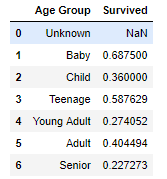 Age Group Survived
0 Unknown NaN
1 Baby 0.687500
2 Child 0.360000
3 Teenage 0.587629
4 Young Adult 0.274052
5 Adult 0.404494
6 Senior 0.227273